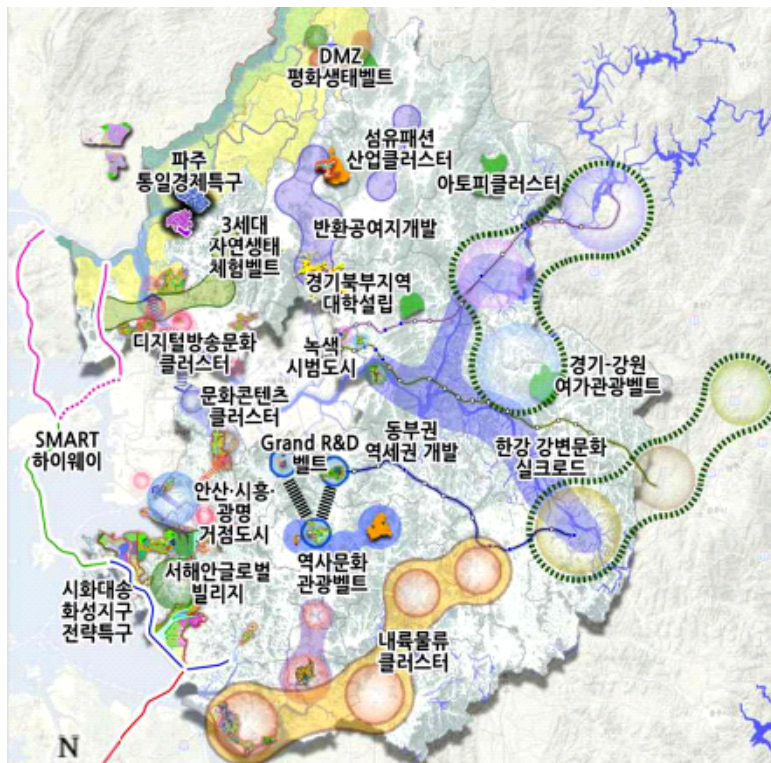 DMZ
평화생태벨트
섬유패션
산업클러스터
파주
통일경제특구
아토피클러스터
3세대
자연생태
체험벨트
반환공여지개발
경기북부지역
대학설립
디지털방송문화
클러스터
녹색
시범도시
경기-강원
여가관광벨트
문화콘텐츠
클러스터
SMART
하이웨이
Grand R&D
벨트
동부권
역세권 개발
한강 강변문화
실크로드
안산·시흥·
광명
거점도시
역사문화
관광벨트
서해안글로벌
빌리지
시화대송
화성지구
전략특구
내륙물류
클러스터
N